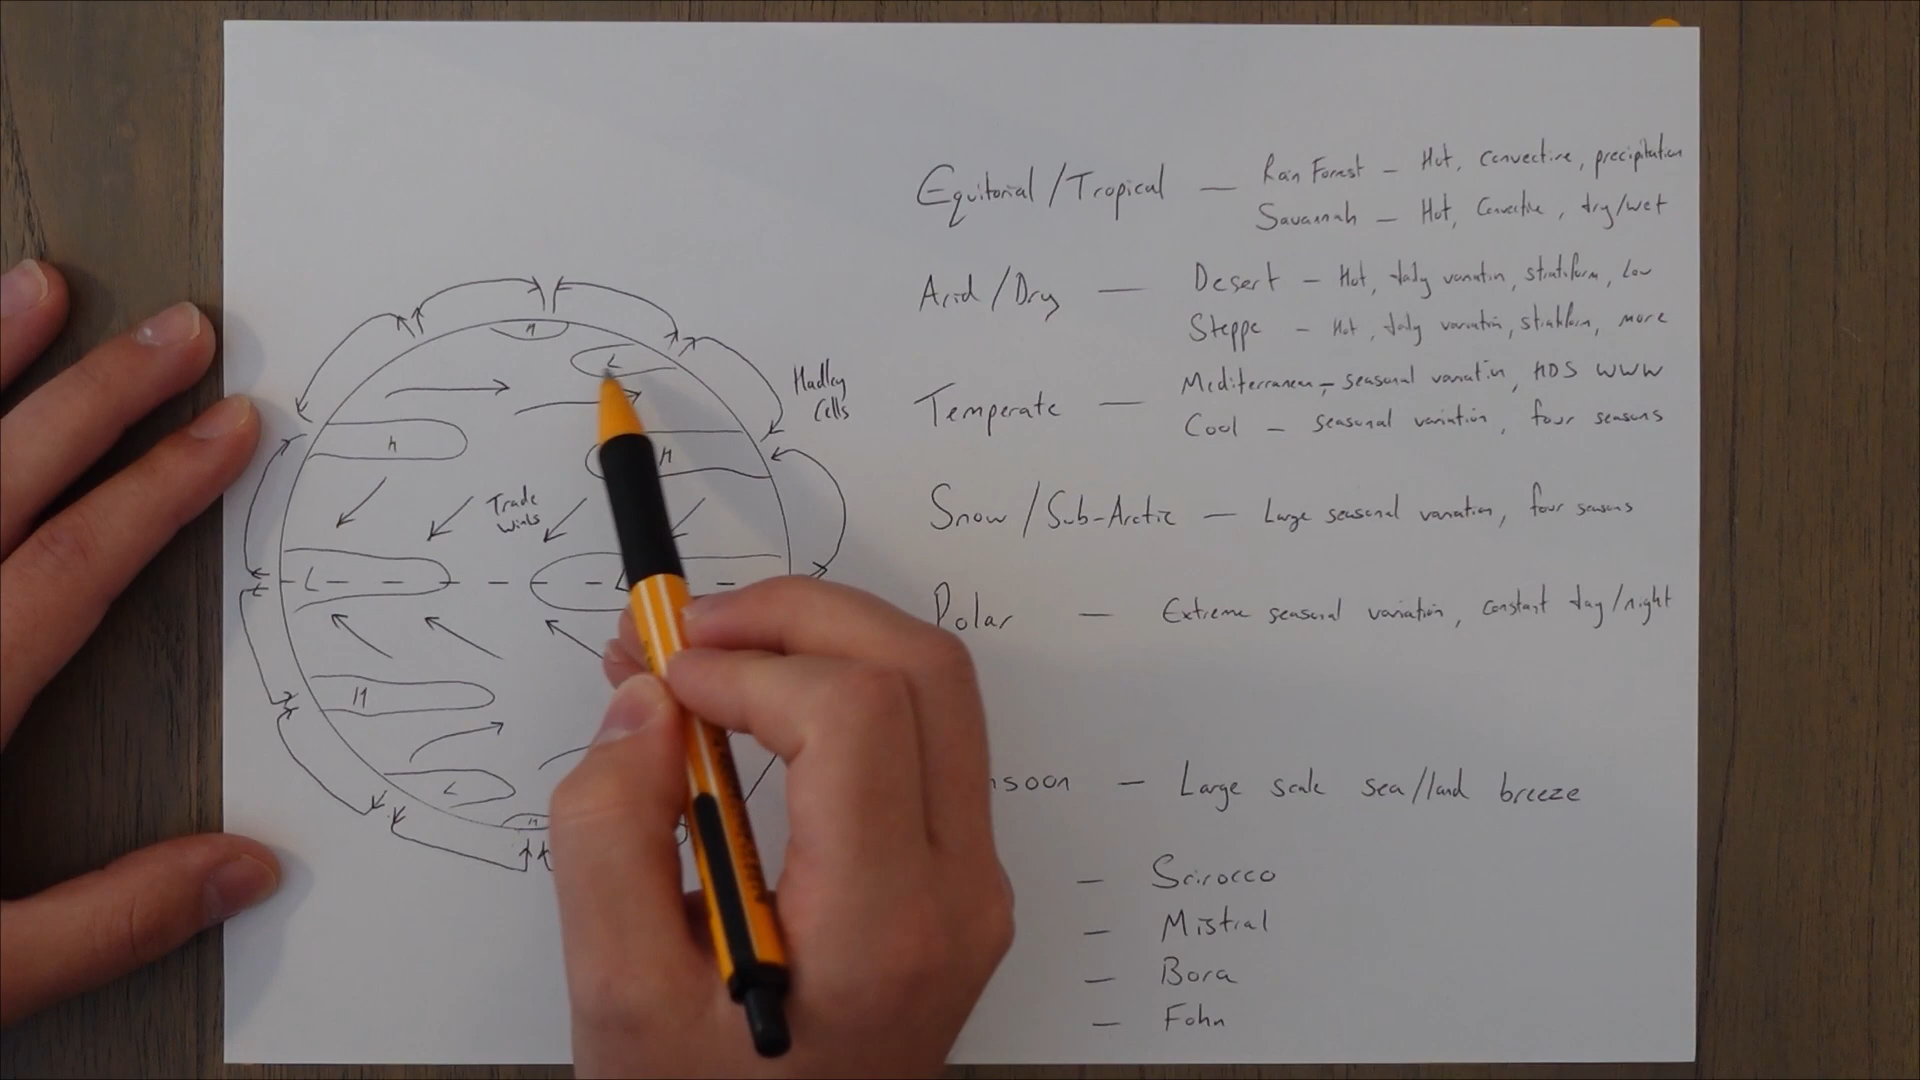 Equitorial / Tropical — Rain Forrest — Hot, Convective, precipitation
Savannah — Hot, Convective, dry/wet
Arid / Dry — Desert — Hot, daily variation, stratiform, low
Steppe — Hot, daily variation, stratiform, more
Temperate — Mediterranean — seasonal variation, HDS WWW
Cool — seasonal variation, four seasons
Snow / Sub-Arctic — Large seasonal variation, four seasons
Polar — Extreme seasonal variation, constant day/night
nsoon — Large scale sea/land breeze
— Scirocco
— Mistral
— Bora
— Fohn
H
L
Hadley
Cells
H
H
Trade
Winds
L
L
H
L
H